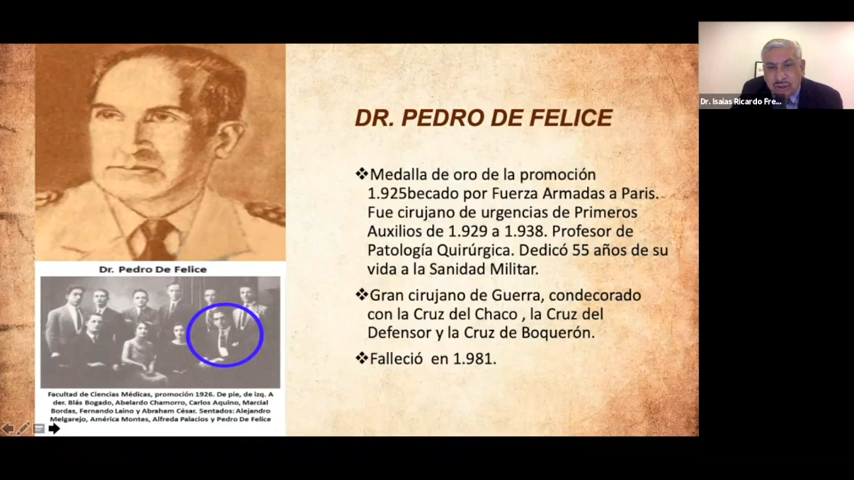 DR. PEDRO DE FELICE
❖Medalla de oro de la promoción
1.925becado por Fuerza Armadas a Paris.
Fue cirujano de urgencias de Primeros
Auxilios de 1.929 a 1.938. Profesor de
Patología Quirúrgica. Dedicó 55 años de su
vida a la Sanidad Militar.
❖Gran cirujano de Guerra, condecorado
con la Cruz del Chaco , la Cruz del
Defensor y la Cruz de Boquerón.
❖Falleció en 1.981.
Dr. Pedro De Felice
Facultad de Ciencias Médicas, promoción 1926. De pie, de izq. A
der. Blás Bogado, Abelardo Chamorro, Carlos Aquino, Marcial
Bordas, Fernando Laino y Abraham César. Sentados: Alejandro
Melgarejo, América Montes, Alfreda Palacios y Pedro De Felice
Dr. Isaias Ricardo Fre...